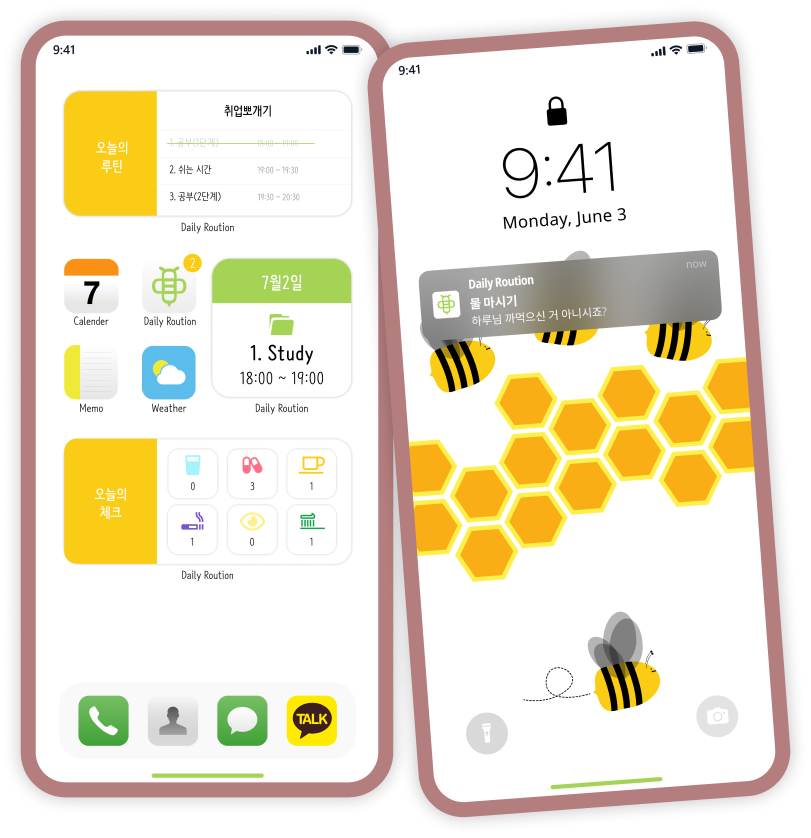 9:41
오늘의
루틴
취업뽀개기
1. 공부(1단계) 18:00 ~ 19:00
2. 쉬는 시간 19:00 ~ 19:30
3. 공부(2단계) 19:30 ~ 20:30
Daily Roution
7
Calender
2
Daily Roution
Memo
Weather
7월2일
1. Study
18:00 ~ 19:00
Daily Roution
오늘의
체크
0 3 1
1 0 1
Daily Roution
TALK
9:41
9:41
Monday, June 3
Daily Roution now
물 마시기
하루님 까먹으신 거 아니시죠?